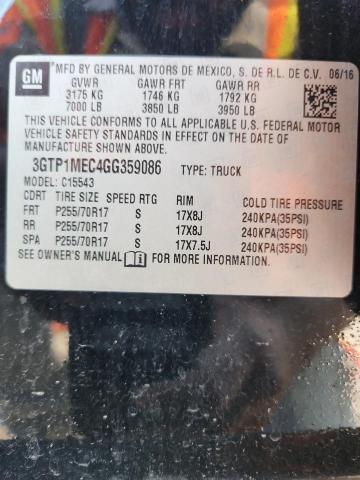 GM MFD BY GENERAL MOTORS DE MEXICO, S. DE R.L. DE C.V. 06/16
GVWR GAWR FRT GAWR RR
3175 KG 1746 KG 1792 KG
7000 LB 3850 LB 3950 LB
THIS VEHICLE CONFORMS TO ALL APPLICABLE U.S. FEDERAL MOTOR
VEHICLE SAFETY STANDARDS IN EFFECT ON THE DATE OF
MANUFACTURE SHOWN ABOVE.
3GTP1MEC4GG359086 TYPE: TRUCK
MODEL: C15543
CDRT TIRE SIZE SPEED RTG RIM COLD TIRE PRESSURE
FRT P255/70R17 S 17X8J 240KPA(35PSI)
RR P255/70R17 S 17X8J 240KPA(35PSI)
SPA P255/70R17 S 17X7.5J 240KPA(35PSI)
SEE OWNER'S MANUAL FOR MORE INFORMATION.